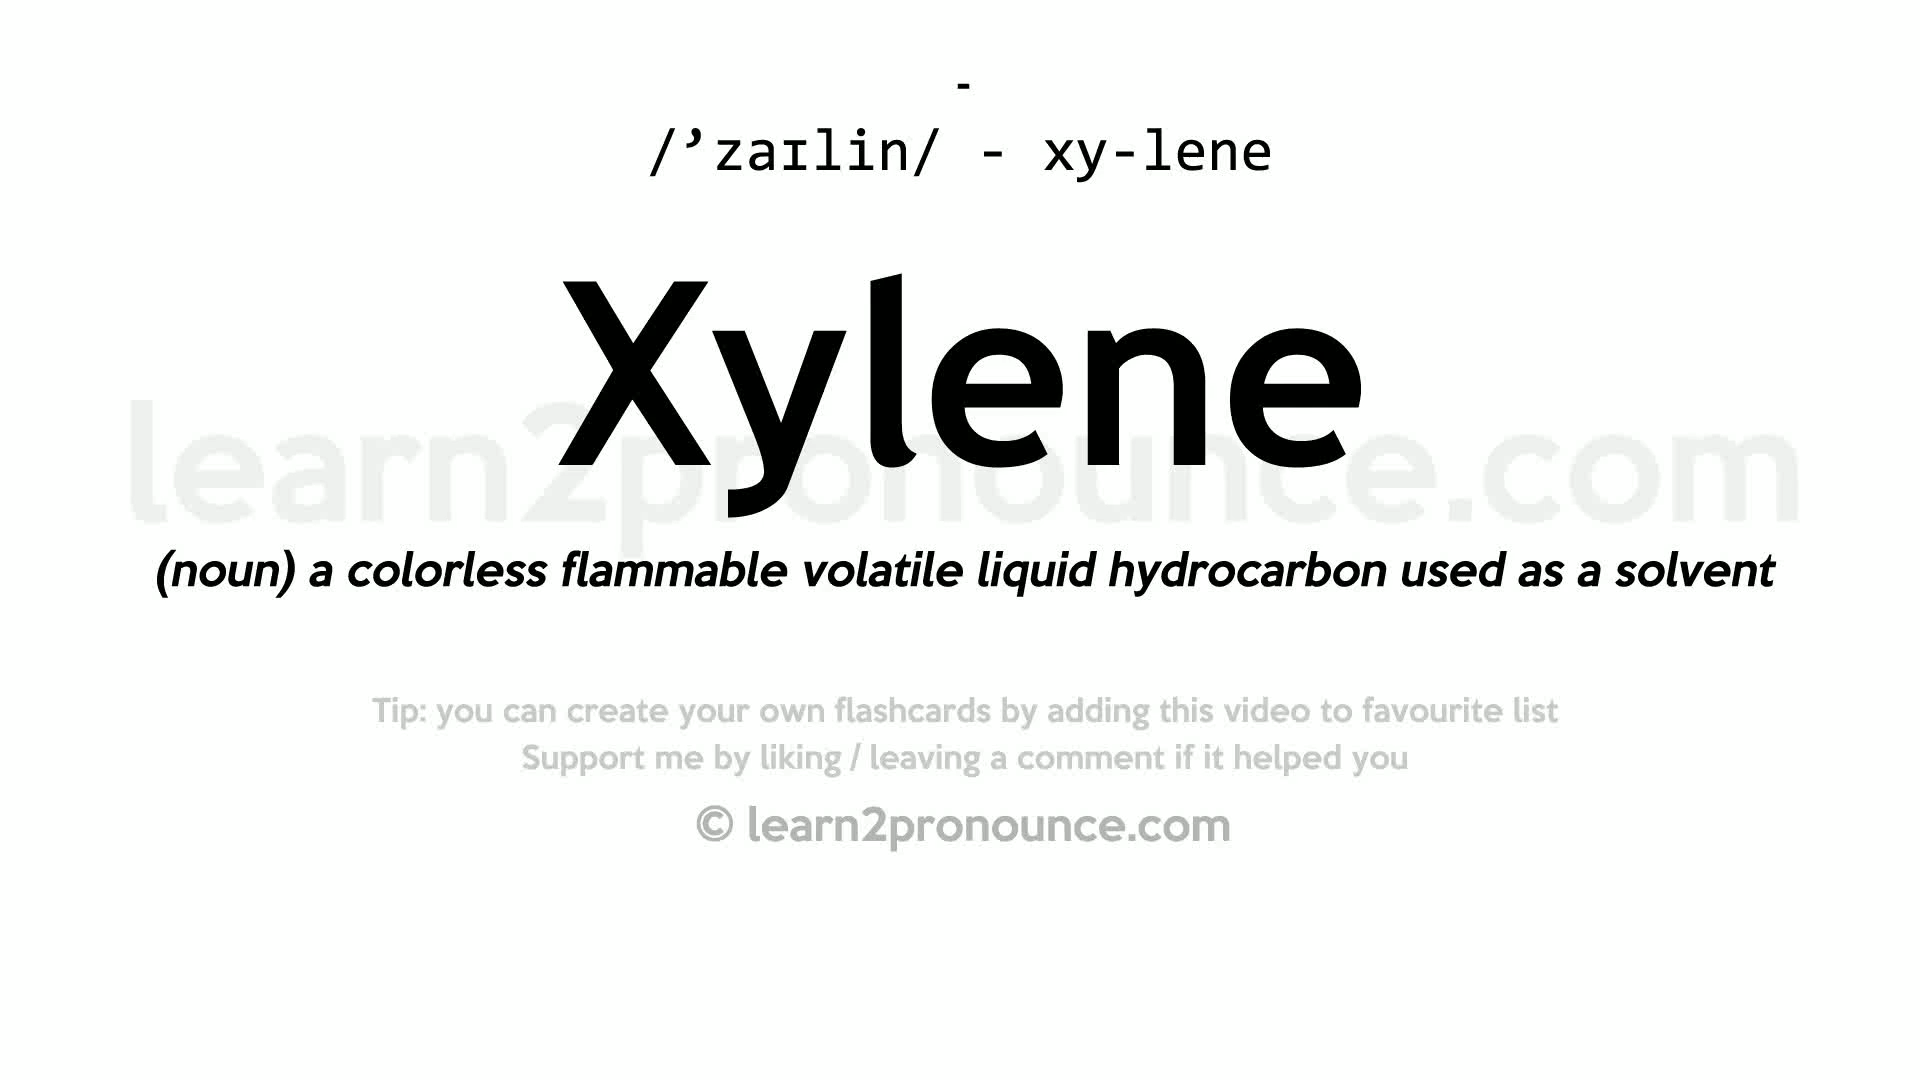 -
/’zaɪlin/ - xy-lene
Xylene
learn2pronounce.com
(noun) a colorless flammable volatile liquid hydrocarbon used as a solvent
Tip: you can create your own flashcards by adding this video to favourite list
Support me by liking / leaving a comment if it helped you
© learn2pronounce.com